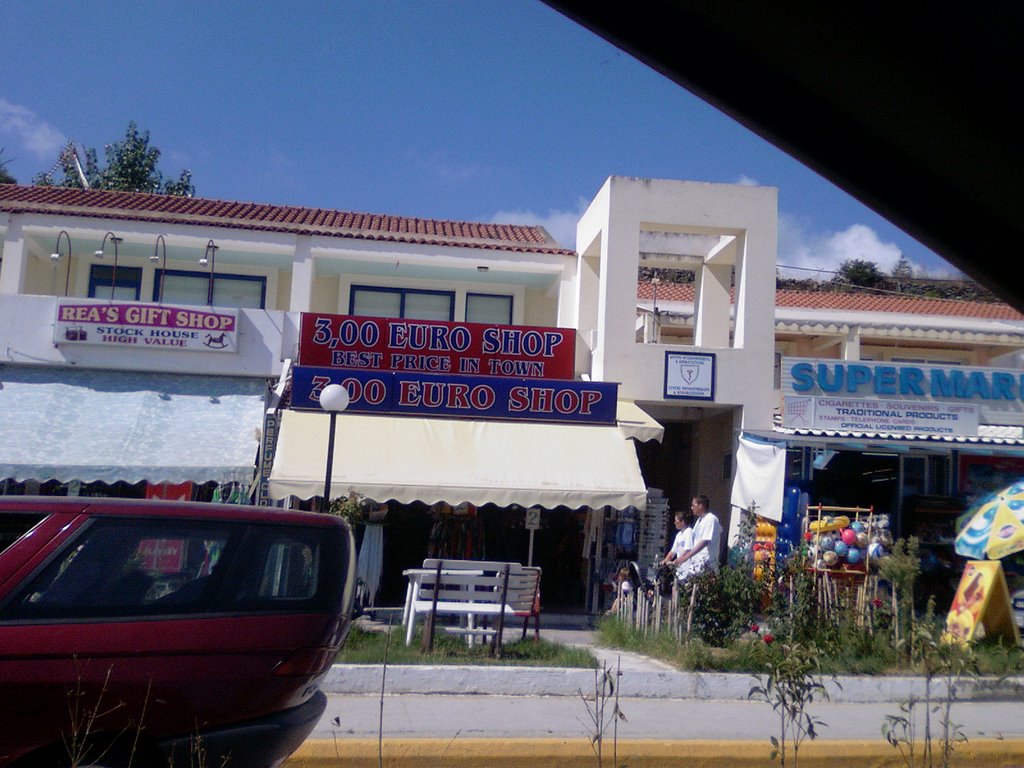 REA'S GIFT SHOP
STOCK HOUSE
HIGH VALUE
3,00 EURO SHOP
BEST PRICE IN TOWN
3,00 EURO SHOP
SUPER MAR
CIGARETTES - SOUVENIRS
TRADITIONAL PRODUCTS
STAMPS - TELEPHONE CARDS
OFFICIAL LICENSED PRODUCTS
2